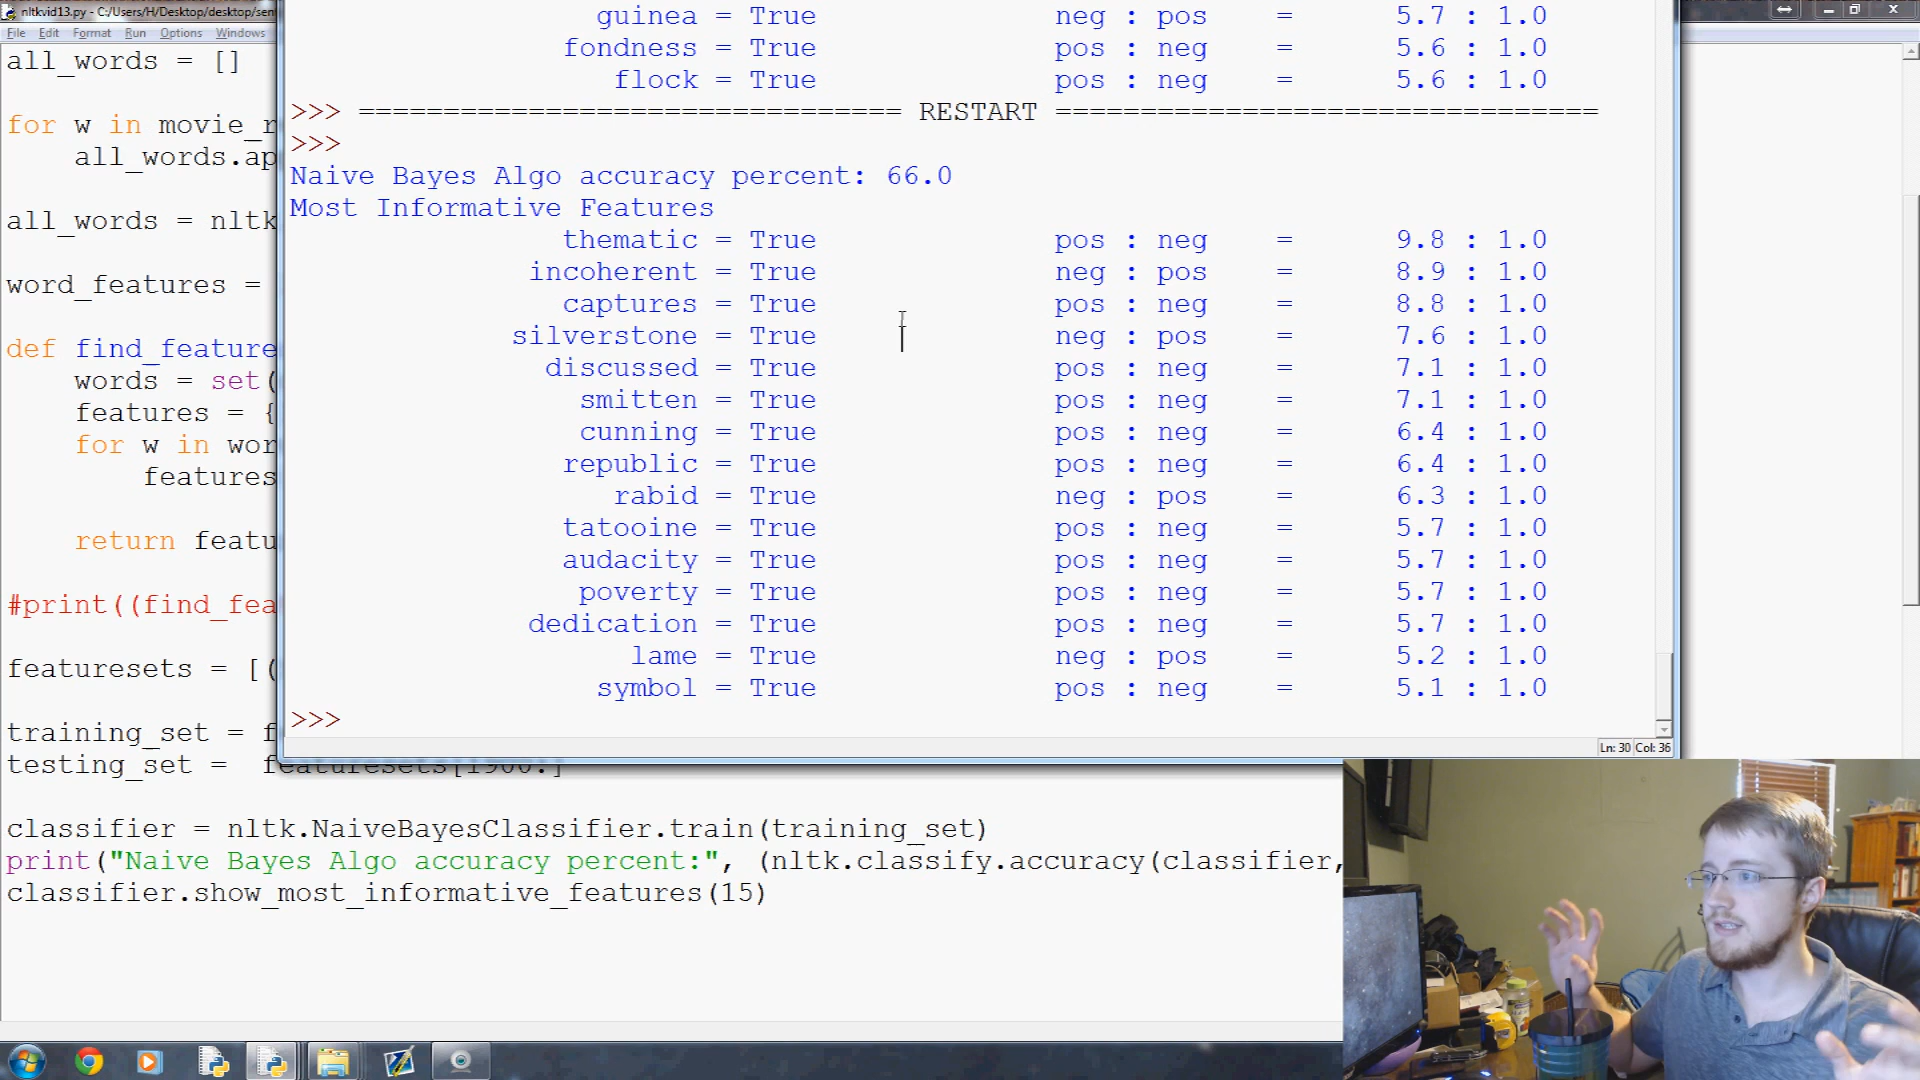 nltkvid13.py - C:/Users/H/Desktop/desktop/sen
File Edit Format Run Options Windows
all_words = []
for w in movie_r
all_words.ap
all_words = nltk
word_features =
def find_feature
words = set(
features = {
for w in wor
features
return featu
#print((find_fea
featuresets = [(
training_set = f
testing_set = featuresets[1900:]
classifier = nltk.NaiveBayesClassifier.train(training_set)
print("Naive Bayes Algo accuracy percent:", (nltk.classify.accuracy(classifier,
classifier.show_most_informative_features(15)
guinea = True neg : pos = 5.7 : 1.0
fondness = True pos : neg = 5.6 : 1.0
flock = True pos : neg = 5.6 : 1.0
>>> ================================ RESTART ================================
>>>
Naive Bayes Algo accuracy percent: 66.0
Most Informative Features
thematic = True pos : neg = 9.8 : 1.0
incoherent = True neg : pos = 8.9 : 1.0
captures = True pos : neg = 8.8 : 1.0
silverstone = True neg : pos = 7.6 : 1.0
discussed = True pos : neg = 7.1 : 1.0
smitten = True pos : neg = 7.1 : 1.0
cunning = True pos : neg = 6.4 : 1.0
republic = True pos : neg = 6.4 : 1.0
rabid = True neg : pos = 6.3 : 1.0
tatooine = True pos : neg = 5.7 : 1.0
audacity = True pos : neg = 5.7 : 1.0
poverty = True pos : neg = 5.7 : 1.0
dedication = True pos : neg = 5.7 : 1.0
lame = True neg : pos = 5.2 : 1.0
symbol = True pos : neg = 5.1 : 1.0
>>>
Ln: 30 Col: 36